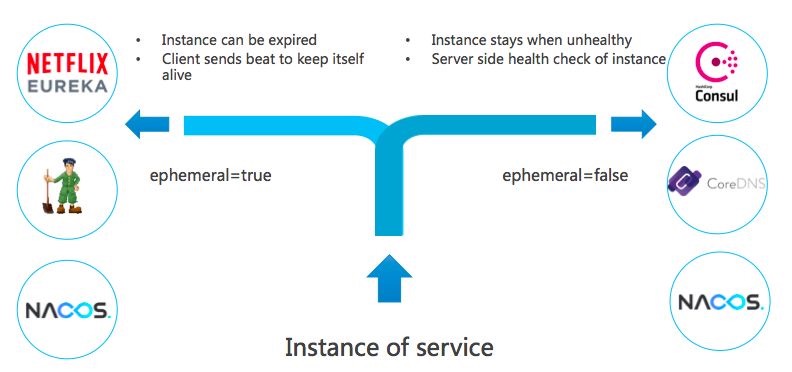 NETFLIX
EUREKA
• Instance can be expired
• Client sends beat to keep itself
alive
• Instance stays when unhealthy
• Server side health check of instance
HashiCorp
Consul
ephemeral=true
ephemeral=false
CoreDNS
NACOS.
NACOS.
Instance of service